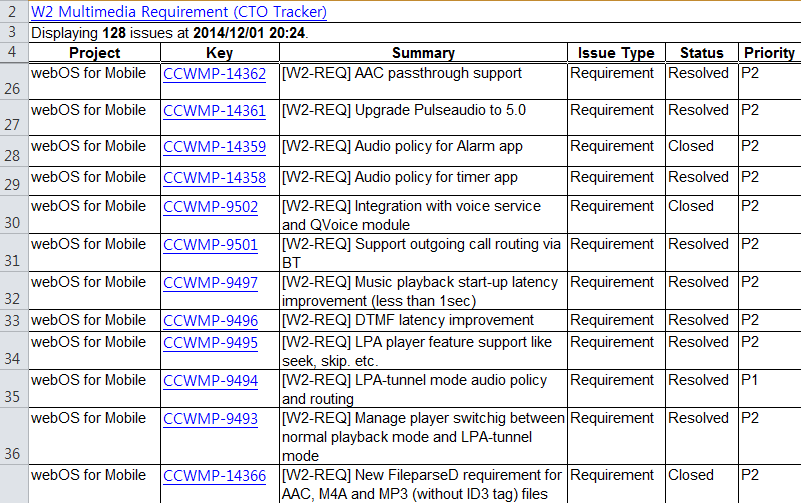 2 W2 Multimedia Requirement (CTO Tracker)
3 Displaying 128 issues at 2014/12/01 20:24.
4 Project Key Summary Issue Type Status Priority
26 webOS for Mobile CCWMP-14362 [W2-REQ] AAC passthrough support Requirement Resolved P2
27 webOS for Mobile CCWMP-14361 [W2-REQ] Upgrade Pulseaudio to 5.0 Requirement Resolved P2
28 webOS for Mobile CCWMP-14359 [W2-REQ] Audio policy for Alarm app Requirement Closed P2
29 webOS for Mobile CCWMP-14358 [W2-REQ] Audio policy for timer app Requirement Resolved P2
30 webOS for Mobile CCWMP-9502 [W2-REQ] Integration with voice service Requirement Closed P2
and QVoice module
31 webOS for Mobile CCWMP-9501 [W2-REQ] Support outgoing call routing via Requirement Resolved P2
BT
32 webOS for Mobile CCWMP-9497 [W2-REQ] Music playback start-up latency Requirement Resolved P2
improvement (less than 1sec)
33 webOS for Mobile CCWMP-9496 [W2-REQ] DTMF latency improvement Requirement Resolved P2
34 webOS for Mobile CCWMP-9495 [W2-REQ] LPA player feature support like Requirement Resolved P2
seek, skip. etc.
35 webOS for Mobile CCWMP-9494 [W2-REQ] LPA-tunnel mode audio policy Requirement Resolved P1
and routing
36 webOS for Mobile CCWMP-9493 [W2-REQ] Manage player switchig between Requirement Resolved P2
normal playback mode and LPA-tunnel
mode
webOS for Mobile CCWMP-14366 [W2-REQ] New FileparseD requirement for Requirement Closed P2
AAC, M4A and MP3 (without ID3 tag) files